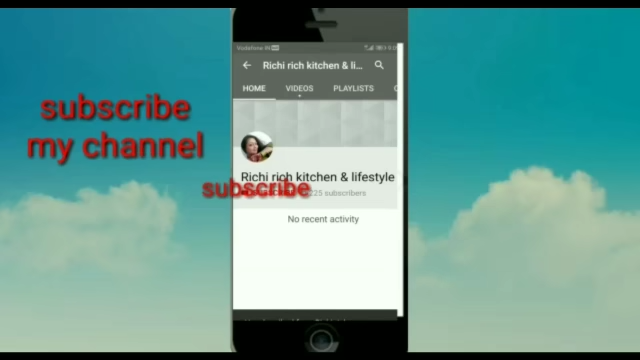 Vodafone IN
Richi rich kitchen & li...
HOME VIDEOS PLAYLISTS
subscribe
my channel
Richi rich kitchen & lifestyle
subscribe
225 subscribers
No recent activity